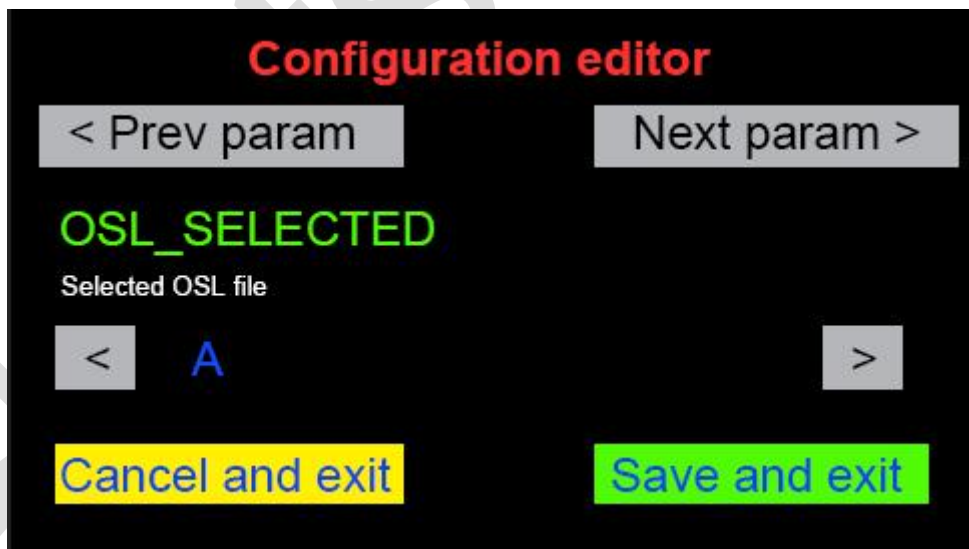 Configuration editor
< Prev param
Next param >
OSL_SELECTED
Selected OSL file
<
A
>
Cancel and exit
Save and exit